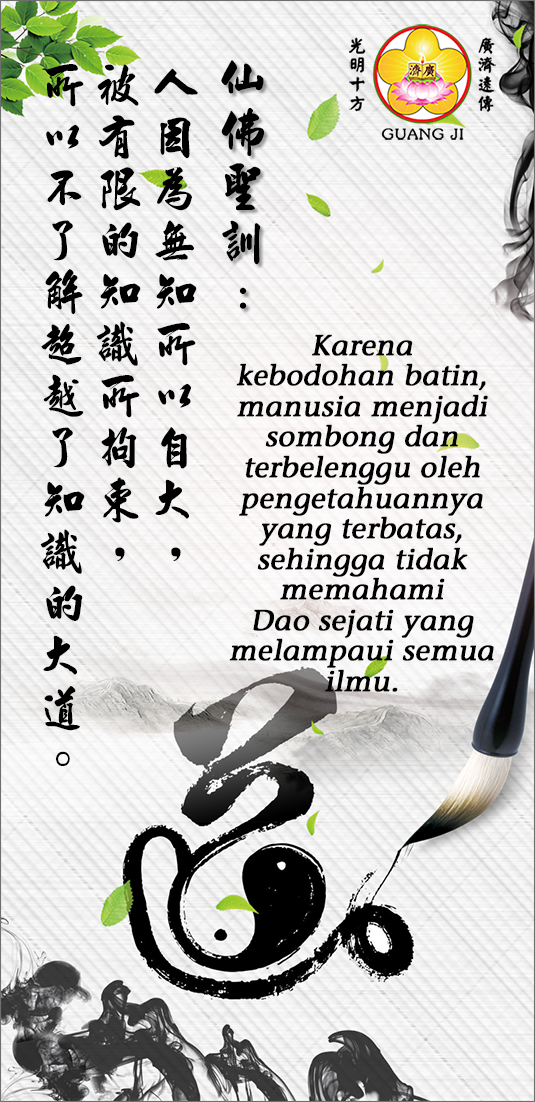 仙佛聖訓：
人因為無知所以自大，
被有限的知識所拘束，
所以不了解超越了知識的大道。
廣濟遠傳
光明十方
廣濟
GUANG JI
Karena
kebodohan batin,
manusia menjadi
sombong dan
terbelenggu oleh
pengetahuannya
yang terbatas,
sehingga tidak
memahami
Dao sejati yang
melampaui semua
ilmu.
道